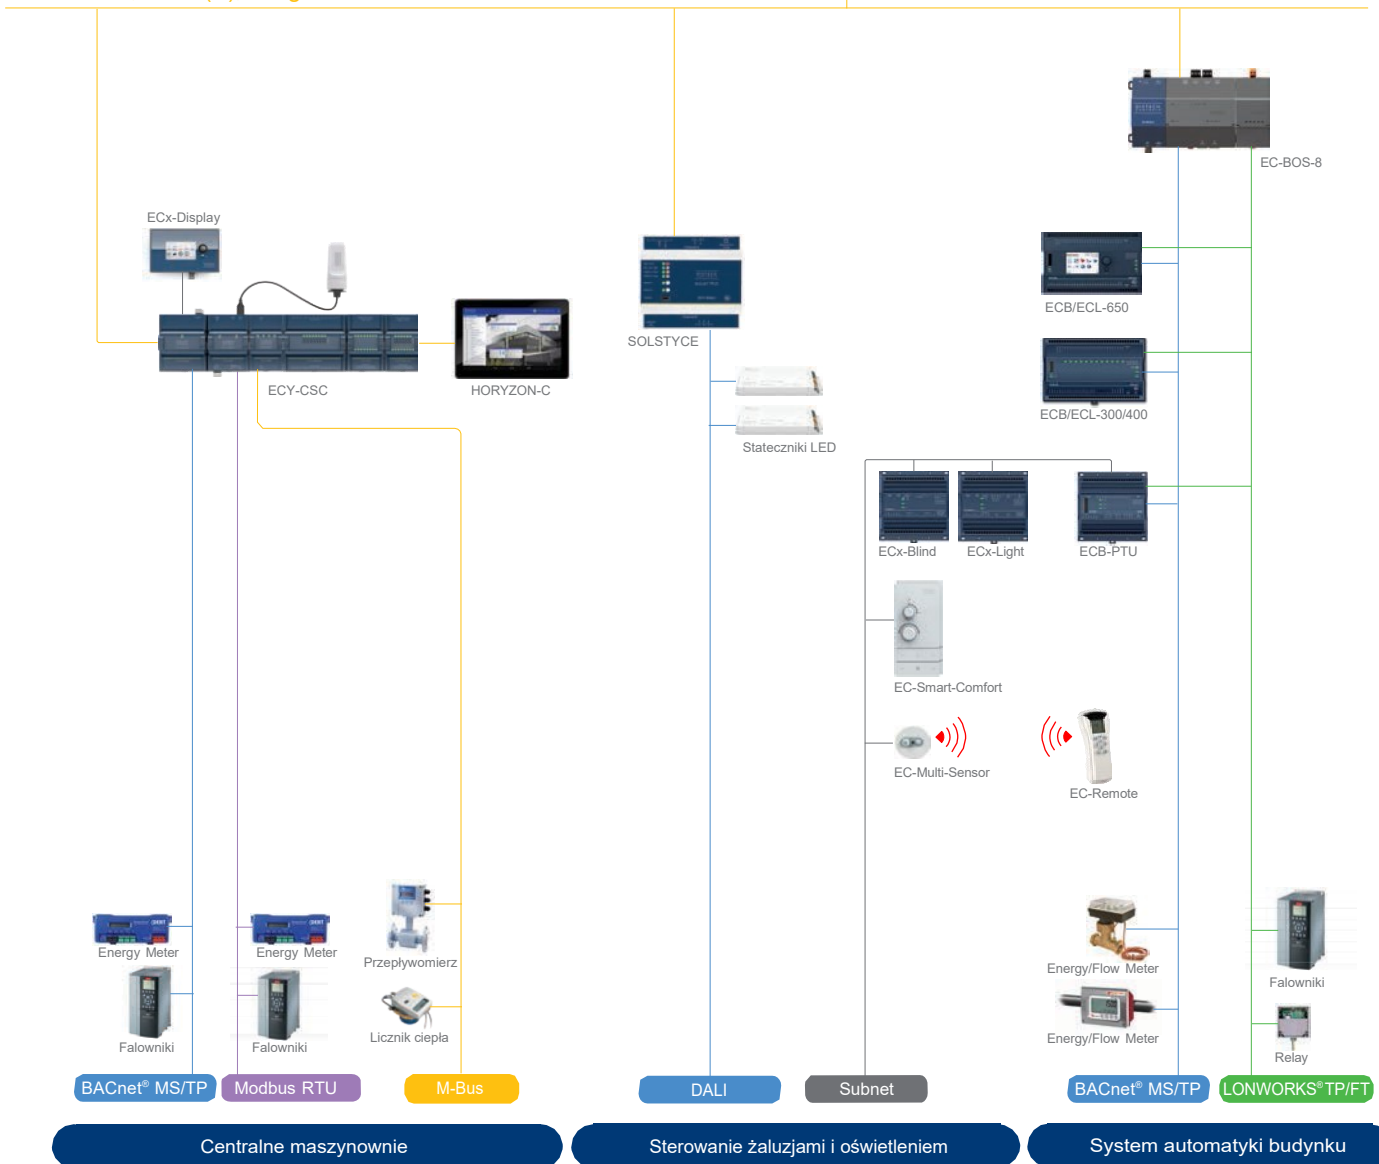 EC-BOS-8
ECx-Display
ECB/ECL-650
SOLSTYCE
ECY-CSC
HORYZON-C
ECB/ECL-300/400
Stateczniki LED
ECx-Blind
ECx-Light
ECB-PTU
EC-Smart-Comfort
EC-Multi-Sensor
EC-Remote
Energy Meter
Energy Meter
Przepływomierz
Energy/Flow Meter
Falowniki
Falowniki
Falowniki
Licznik ciepła
Energy/Flow Meter
Relay
BACnet® MS/TP
Modbus RTU
M-Bus
DALI
Subnet
BACnet® MS/TP
LONWORKS® TP/FT
Centralne maszynownie
Sterowanie żaluzjami i oświetleniem
System automatyki budynku